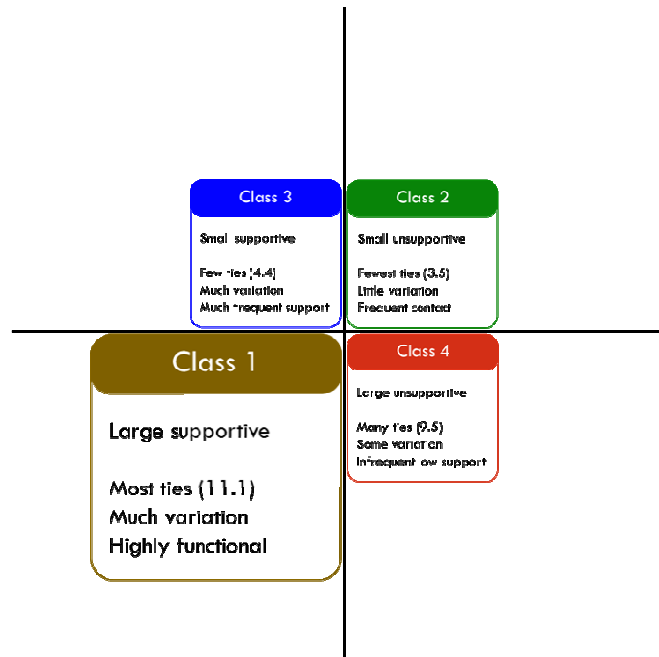 Class 3
Small supportive
Few ties (4.4)
Much variation
Much frequent support
Class 2
Small unsupportive
Fewest ties (3.5)
Little variation
Frequent contact
Class 1
Large supportive
Most ties (11.1)
Much variation
Highly functional
Class 4
Large unsupportive
Many ties (9.5)
Some variation
Infrequent low support